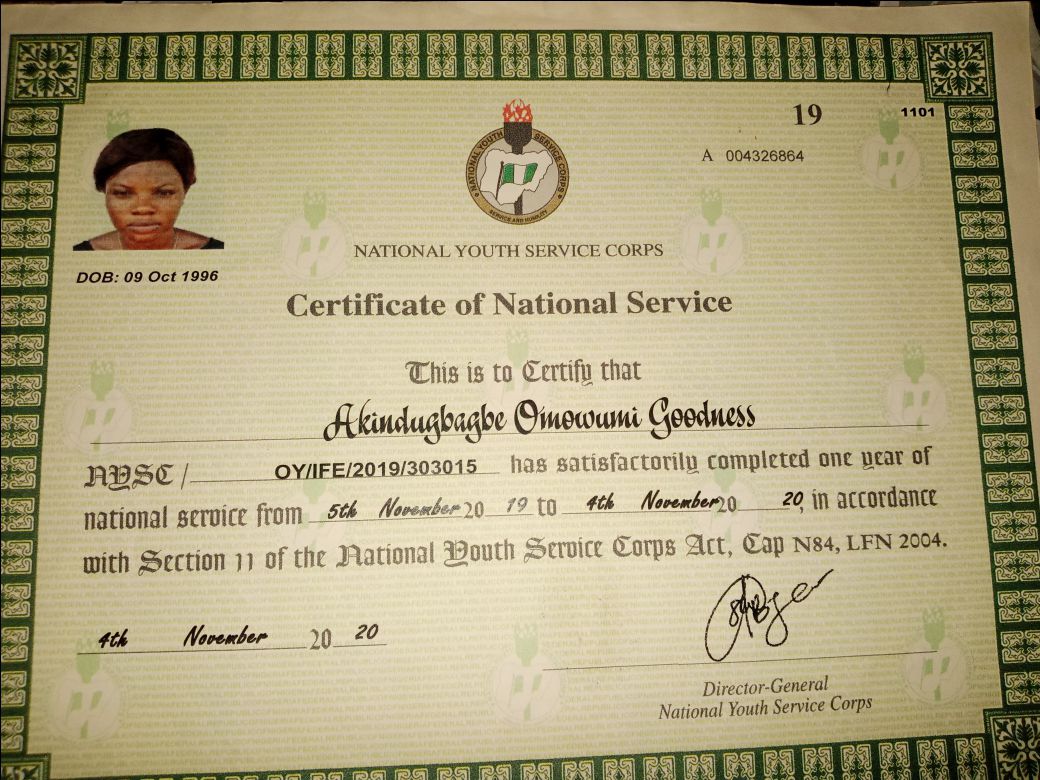 19
1101
A 004326864
NATIONAL YOUTH SERVICE CORPS
SERVICE AND HUMILITY
DOB: 09 Oct 1996
NATIONAL YOUTH SERVICE CORPS
Certificate of National Service
This is to Certify that
Akindugbagbe Omowumi Goodness
NYSC / OY/IFE/2019/303015 has satisfactorily completed one year of
national service from 5th November 20 19 to 4th November 20 20, in accordance
with Section 11 of the National Youth Service Corps Act, Cap N84, LFN 2004.
4th November 20 20
Director-General
National Youth Service Corps